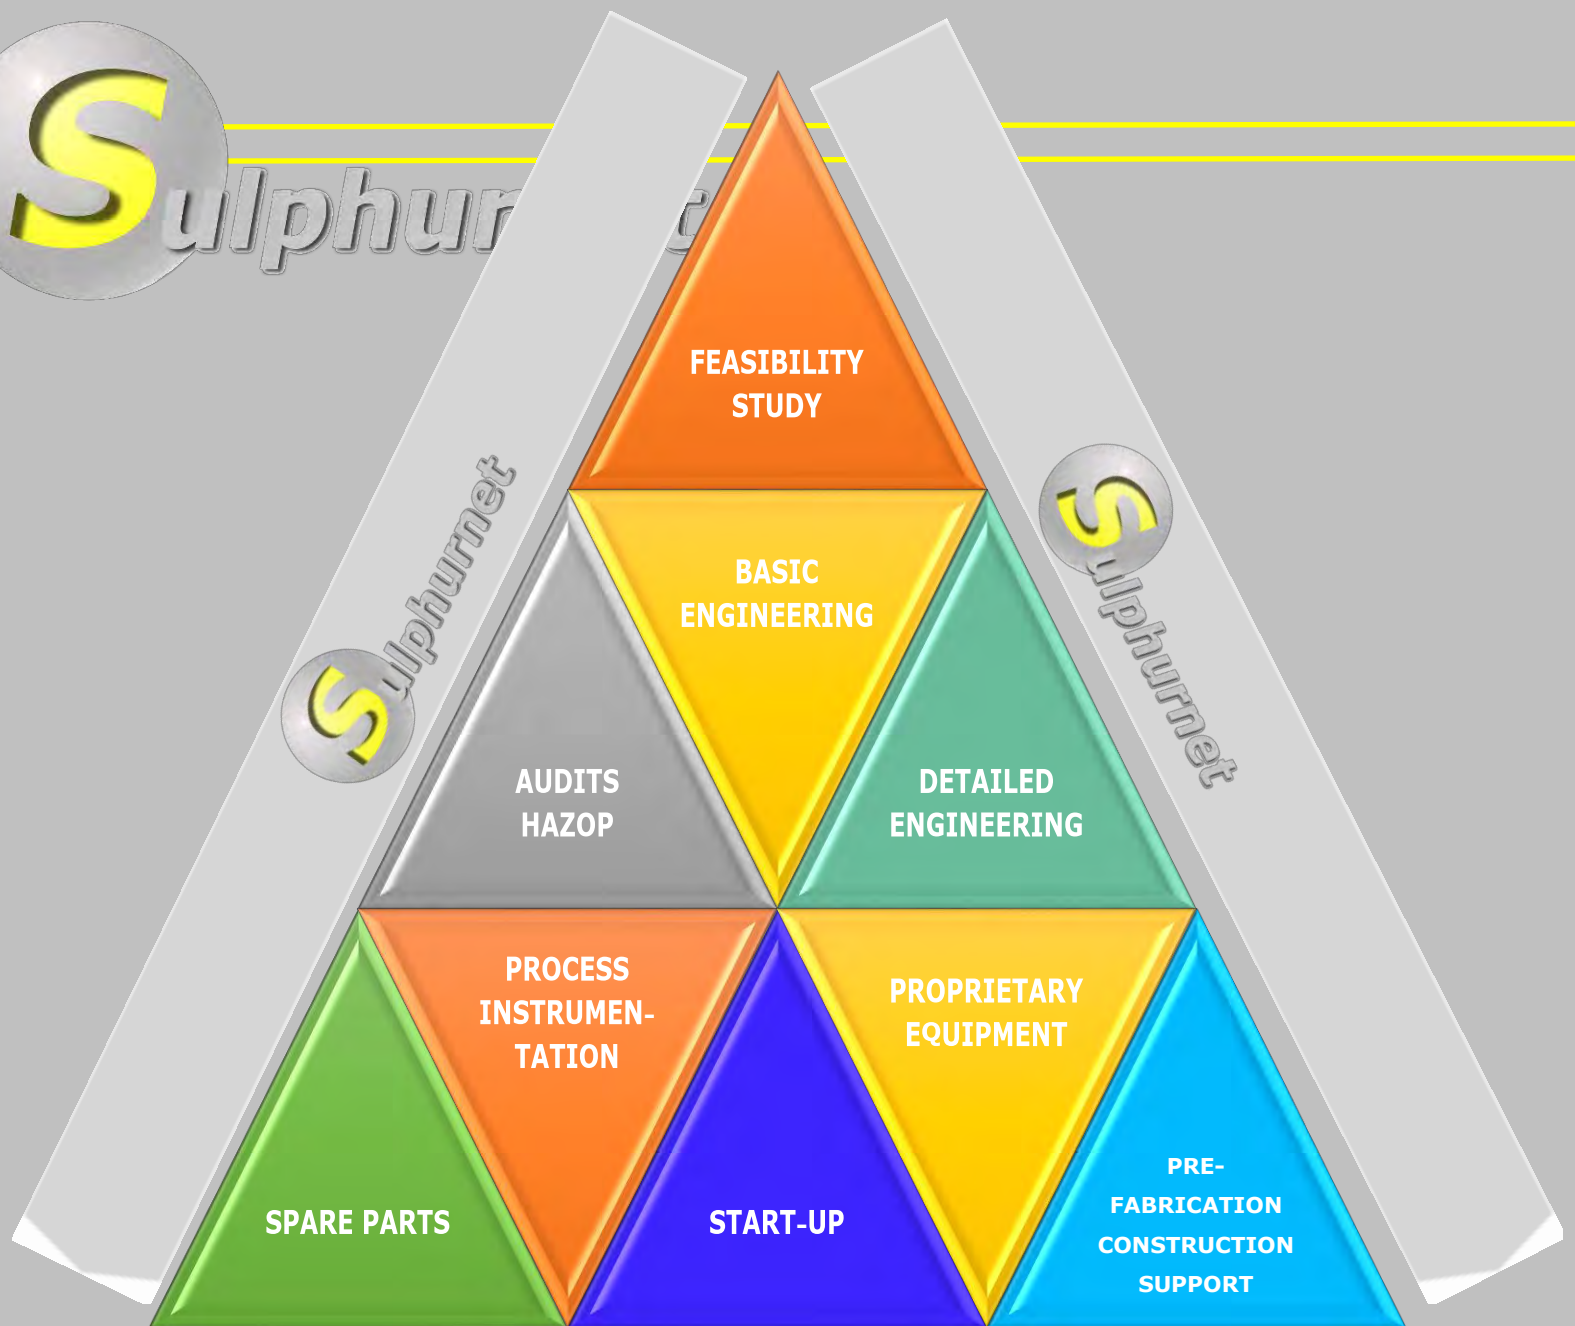 Sulphurnet
FEASIBILITY
STUDY
Sulphurnet
Sulphurnet
BASIC
ENGINEERING
AUDITS
HAZOP
DETAILED
ENGINEERING
PROCESS
INSTRUMEN-
TATION
PROPRIETARY
EQUIPMENT
SPARE PARTS
START-UP
PRE-
FABRICATION
CONSTRUCTION
SUPPORT